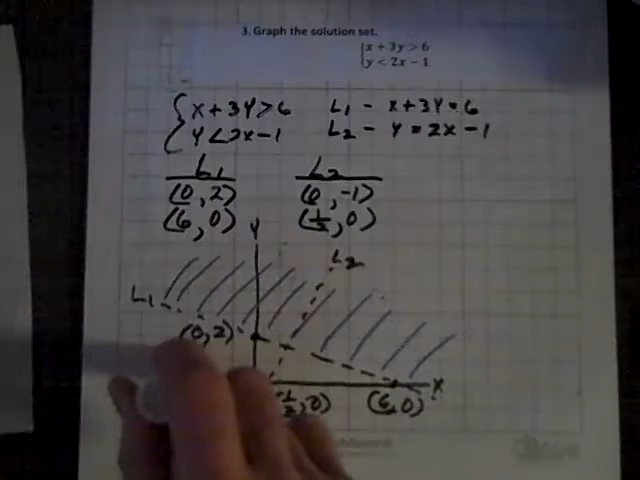 3. Graph the solution set.
x + 3y > 6
y < 2x − 1
x+3y>6 L1 - x+3y=6
y<2x-1 L2 - y=2x-1
L1 L2
(0,2) (0,-1)
(6,0) (1/2,0)
y
L2
L1
(0,2)
x
(1/2,0) (6,0)